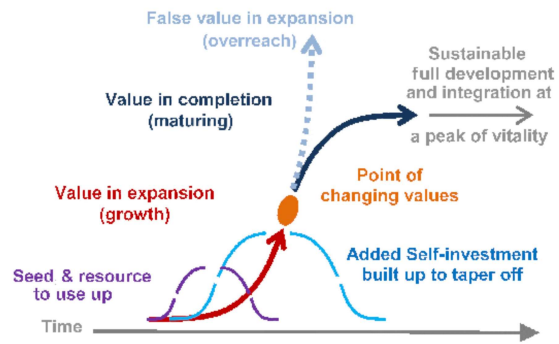 False value in expansion
(overreach)
Sustainable
full development
and integration at
a peak of vitality
Value in completion
(maturing)
Point of
changing values
Value in expansion
(growth)
Added Self-investment
built up to taper off
Seed & resource
to use up
Time